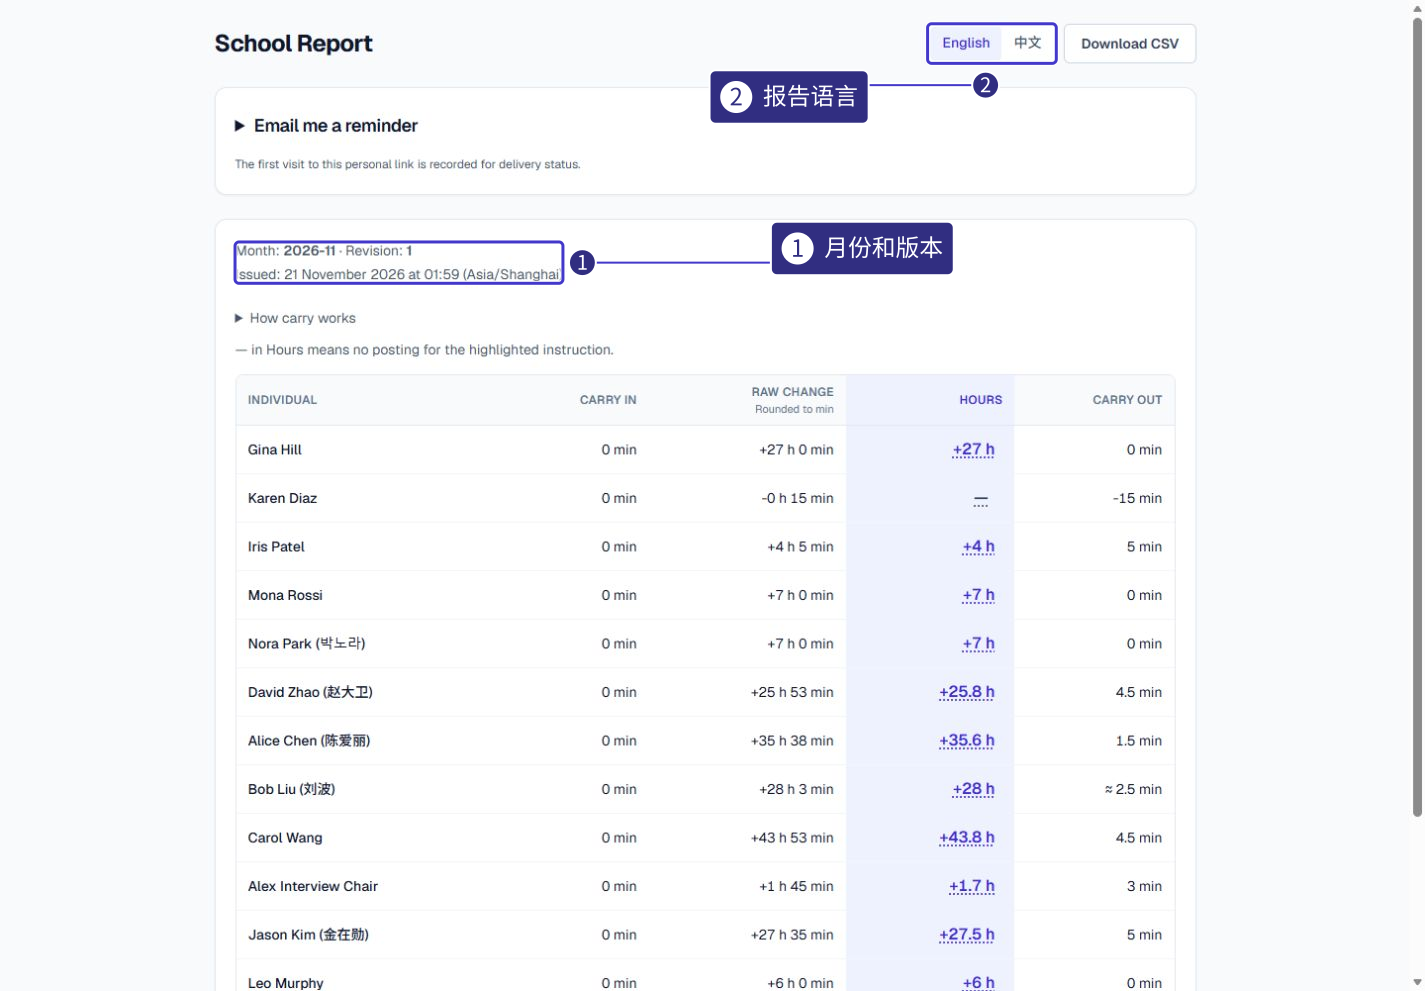 School Report
English 中文 Download CSV
2 报告语言 2
▶ Email me a reminder
The first visit to this personal link is recorded for delivery status.
Month: 2026-11 · Revision: 1
Issued: 21 November 2026 at 01:59 (Asia/Shanghai)
1 1 月份和版本
▶ How carry works
— in Hours means no posting for the highlighted instruction.
INDIVIDUAL CARRY IN RAW CHANGE HOURS CARRY OUT
Rounded to min
Gina Hill 0 min +27 h 0 min +27 h 0 min
Karen Diaz 0 min -0 h 15 min — -15 min
Iris Patel 0 min +4 h 5 min +4 h 5 min
Mona Rossi 0 min +7 h 0 min +7 h 0 min
Nora Park (박노라) 0 min +7 h 0 min +7 h 0 min
David Zhao (赵大卫) 0 min +25 h 53 min +25.8 h 4.5 min
Alice Chen (陈爱丽) 0 min +35 h 38 min +35.6 h 1.5 min
Bob Liu (刘波) 0 min +28 h 3 min +28 h ≈ 2.5 min
Carol Wang 0 min +43 h 53 min +43.8 h 4.5 min
Alex Interview Chair 0 min +1 h 45 min +1.7 h 3 min
Jason Kim (金在勋) 0 min +27 h 35 min +27.5 h 5 min
Leo Murphy 0 min +6 h 0 min +6 h 0 min